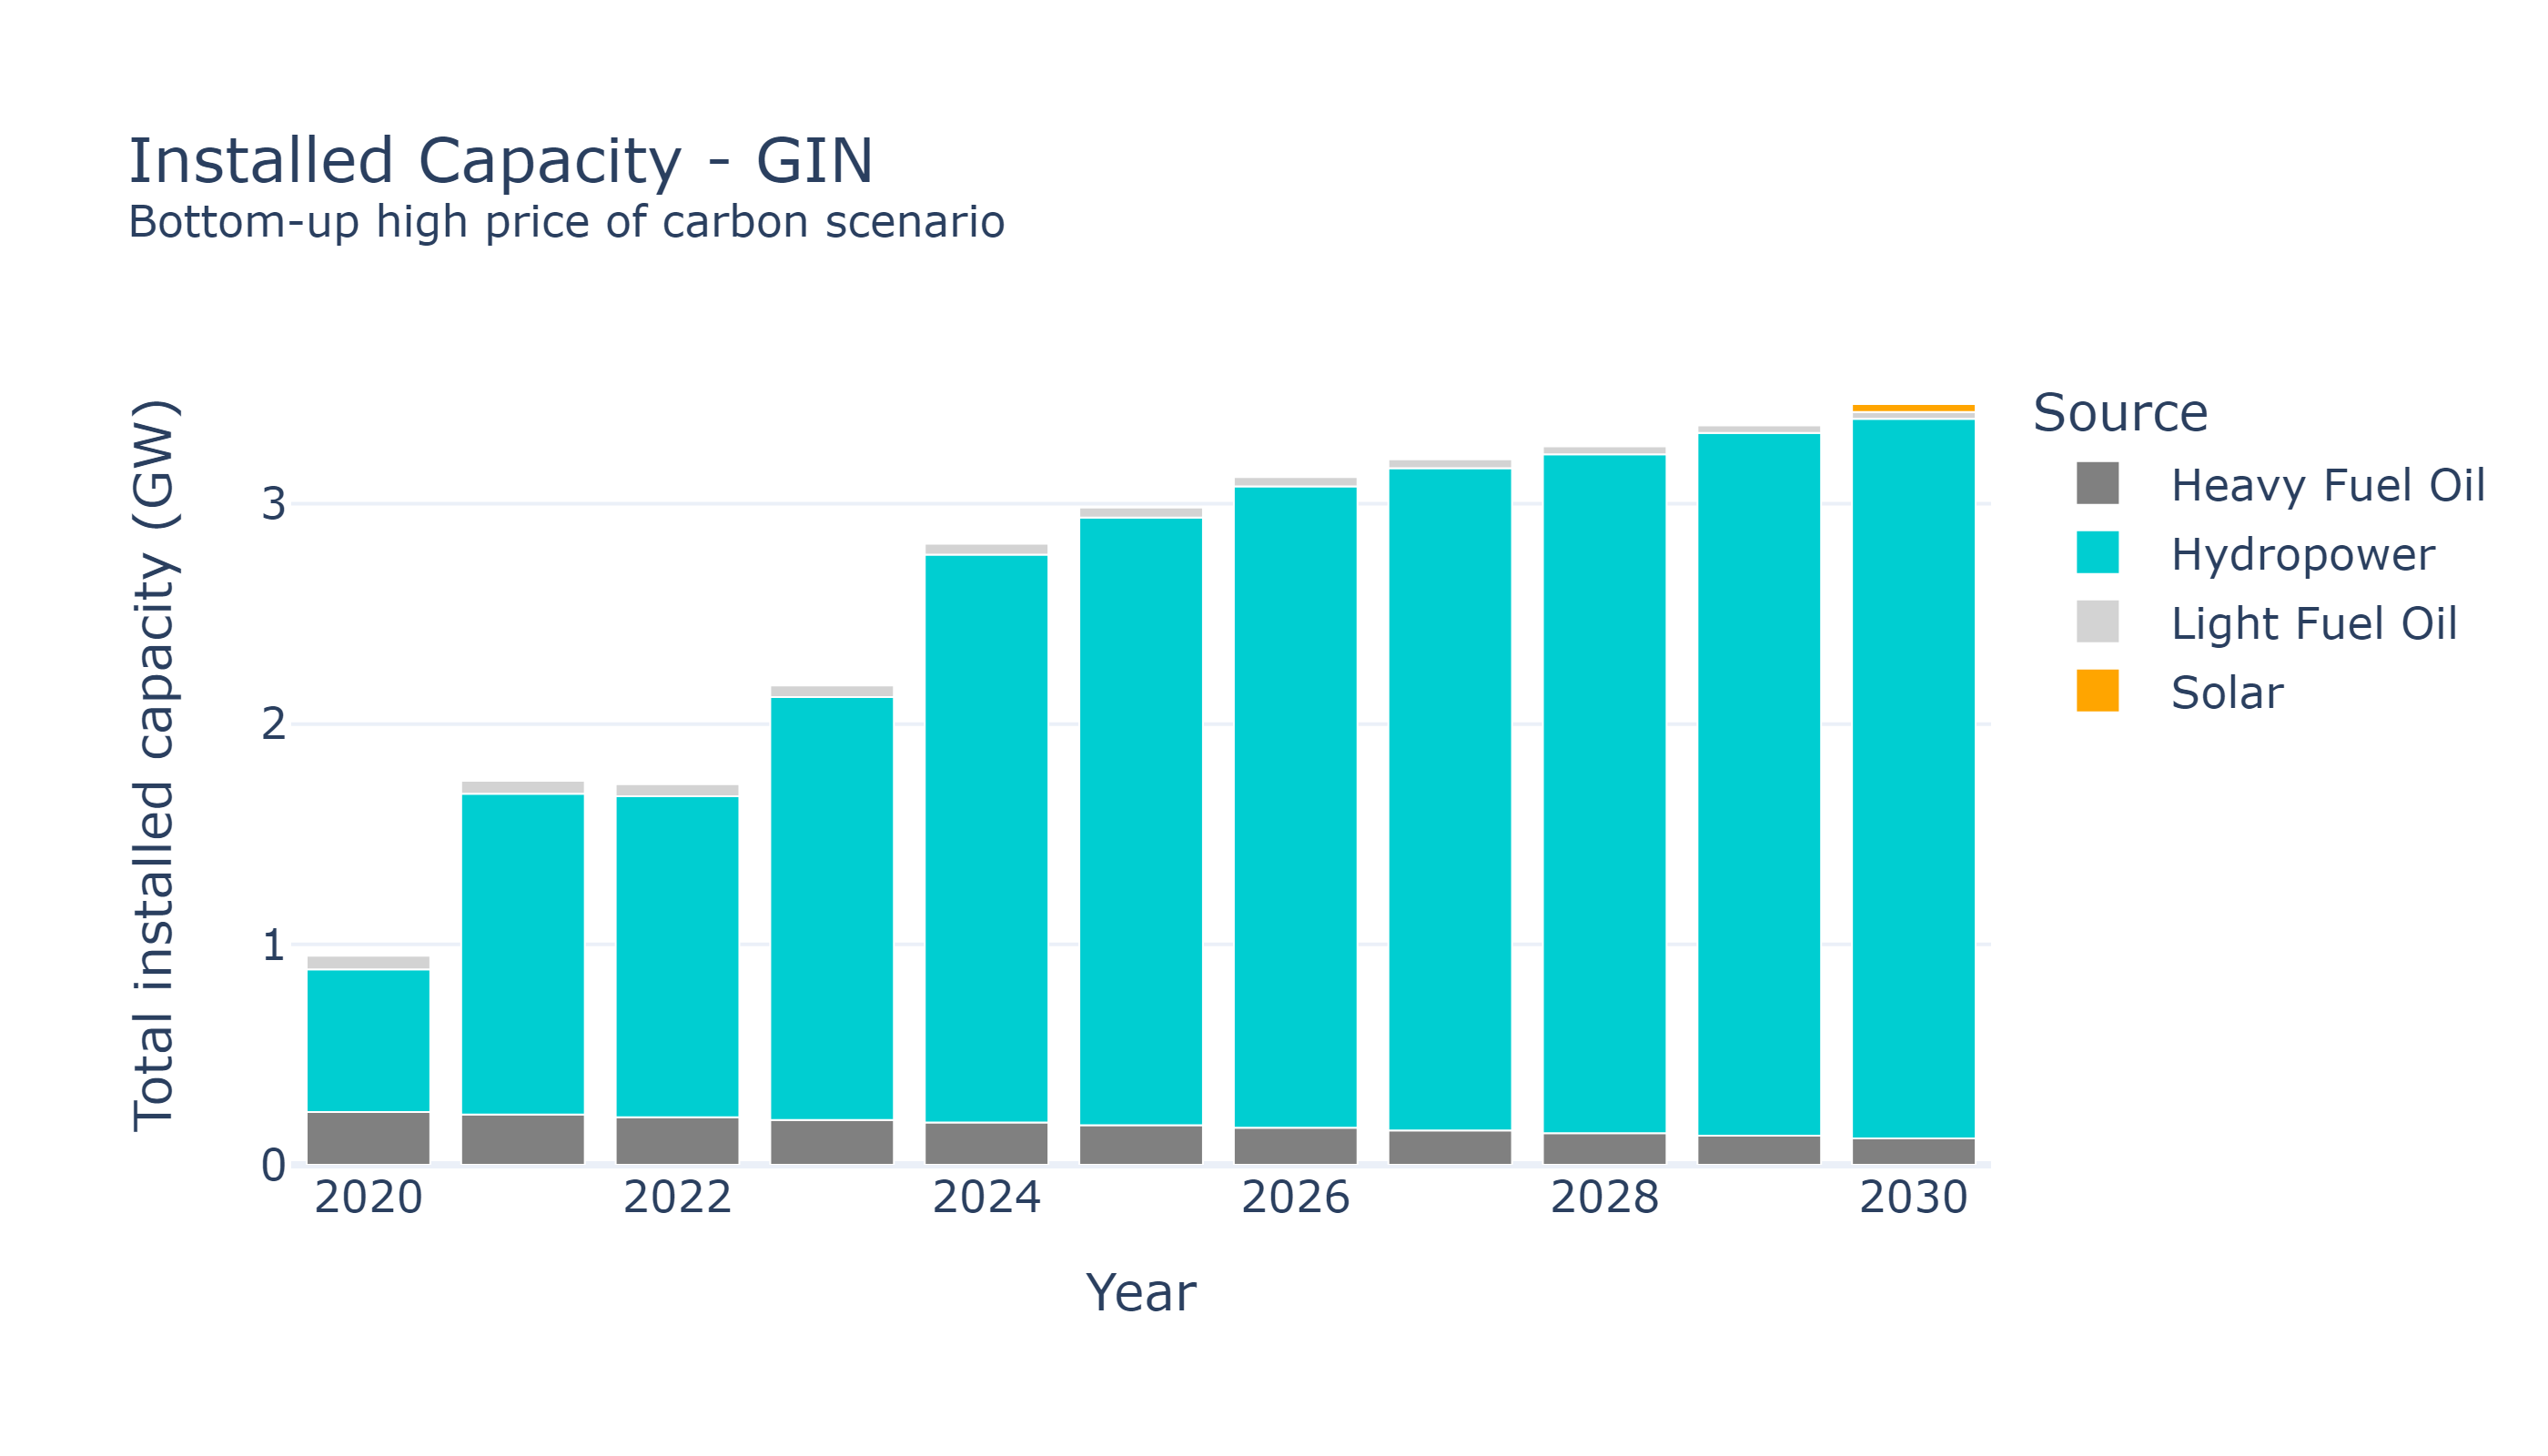 Installed Capacity - GIN
Bottom-up high price of carbon scenario
Total installed capacity (GW)
3
2
1
0
2020 2022 2024 2026 2028 2030
Year
Source
Heavy Fuel Oil
Hydropower
Light Fuel Oil
Solar